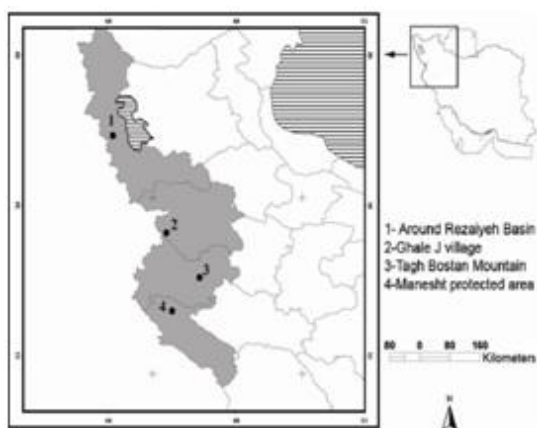 1
2
3
4
1- Around Rezaiyeh Basin
2-Ghale J village
3-Tagh Bostan Mountain
4-Manesht protected area
80 0 80 160
Kilometers
N